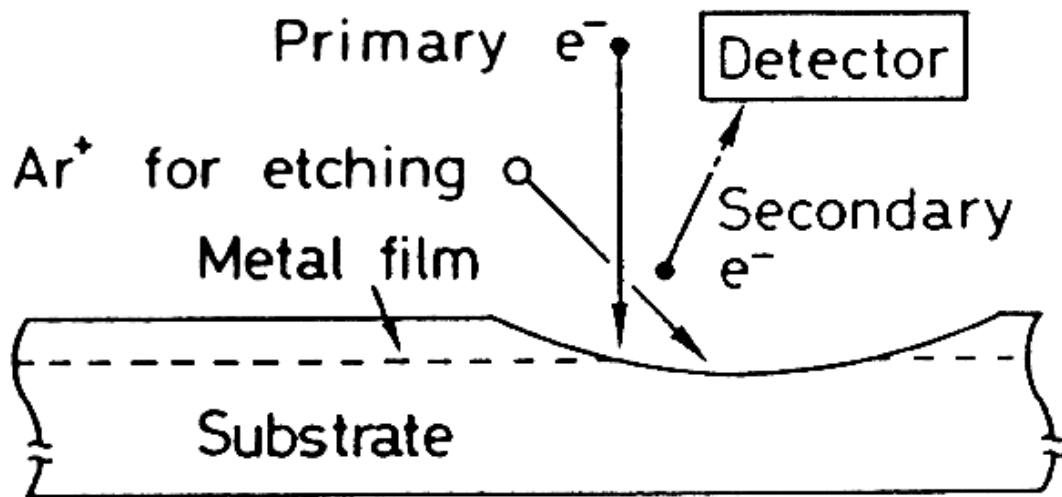 Primary e⁻
Detector
Ar⁺ for etching
Secondary
e⁻
Metal film
Substrate